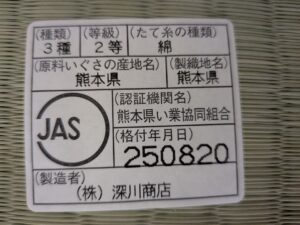 (種類) (等級) (たて糸の種類)
3種 2等 綿
(原料いぐさの産地名) (製織地名)
熊本県 熊本県
JAS
(認証機関名)
熊本県い業協同組合
(格付年月日)
250820
(製造者)
(株) 深川商店